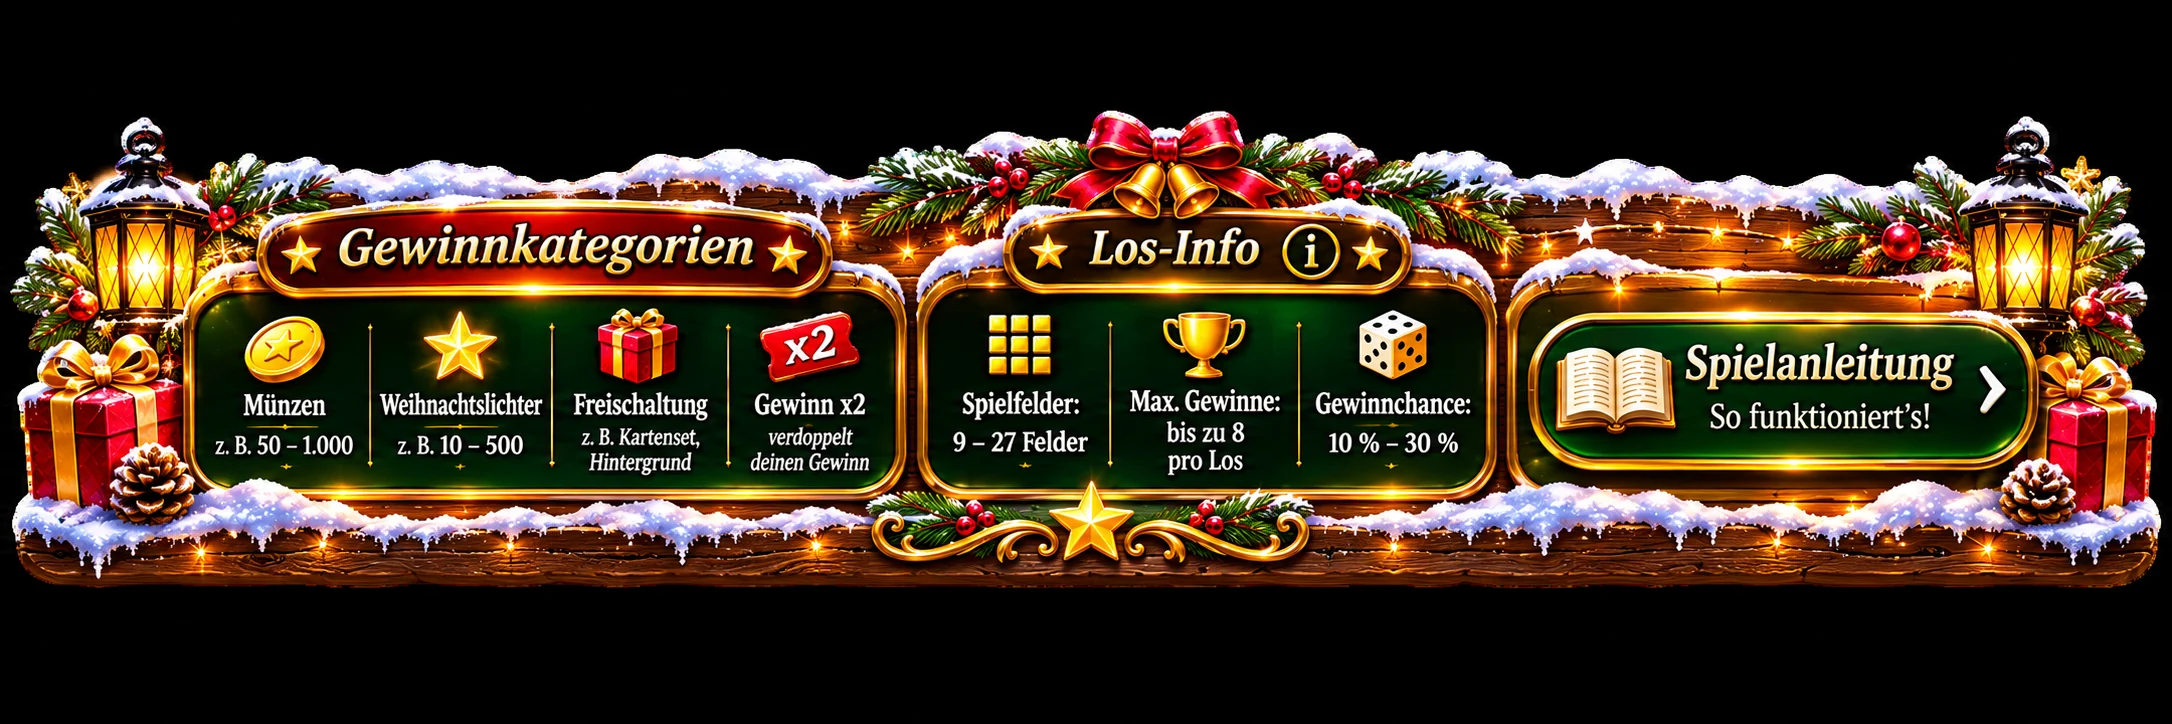 Gewinnkategorien
Münzen
z. B. 50 – 1.000
Weihnachtslichter
z. B. 10 – 500
Freischaltung
z. B. Kartenset,
Hintergrund
x2
Gewinn x2
verdoppelt
deinen Gewinn
Los-Info i
Spielfelder:
9 – 27 Felder
Max. Gewinne:
bis zu 8
pro Los
Gewinnchance:
10 % – 30 %
Spielanleitung
So funktioniert's!